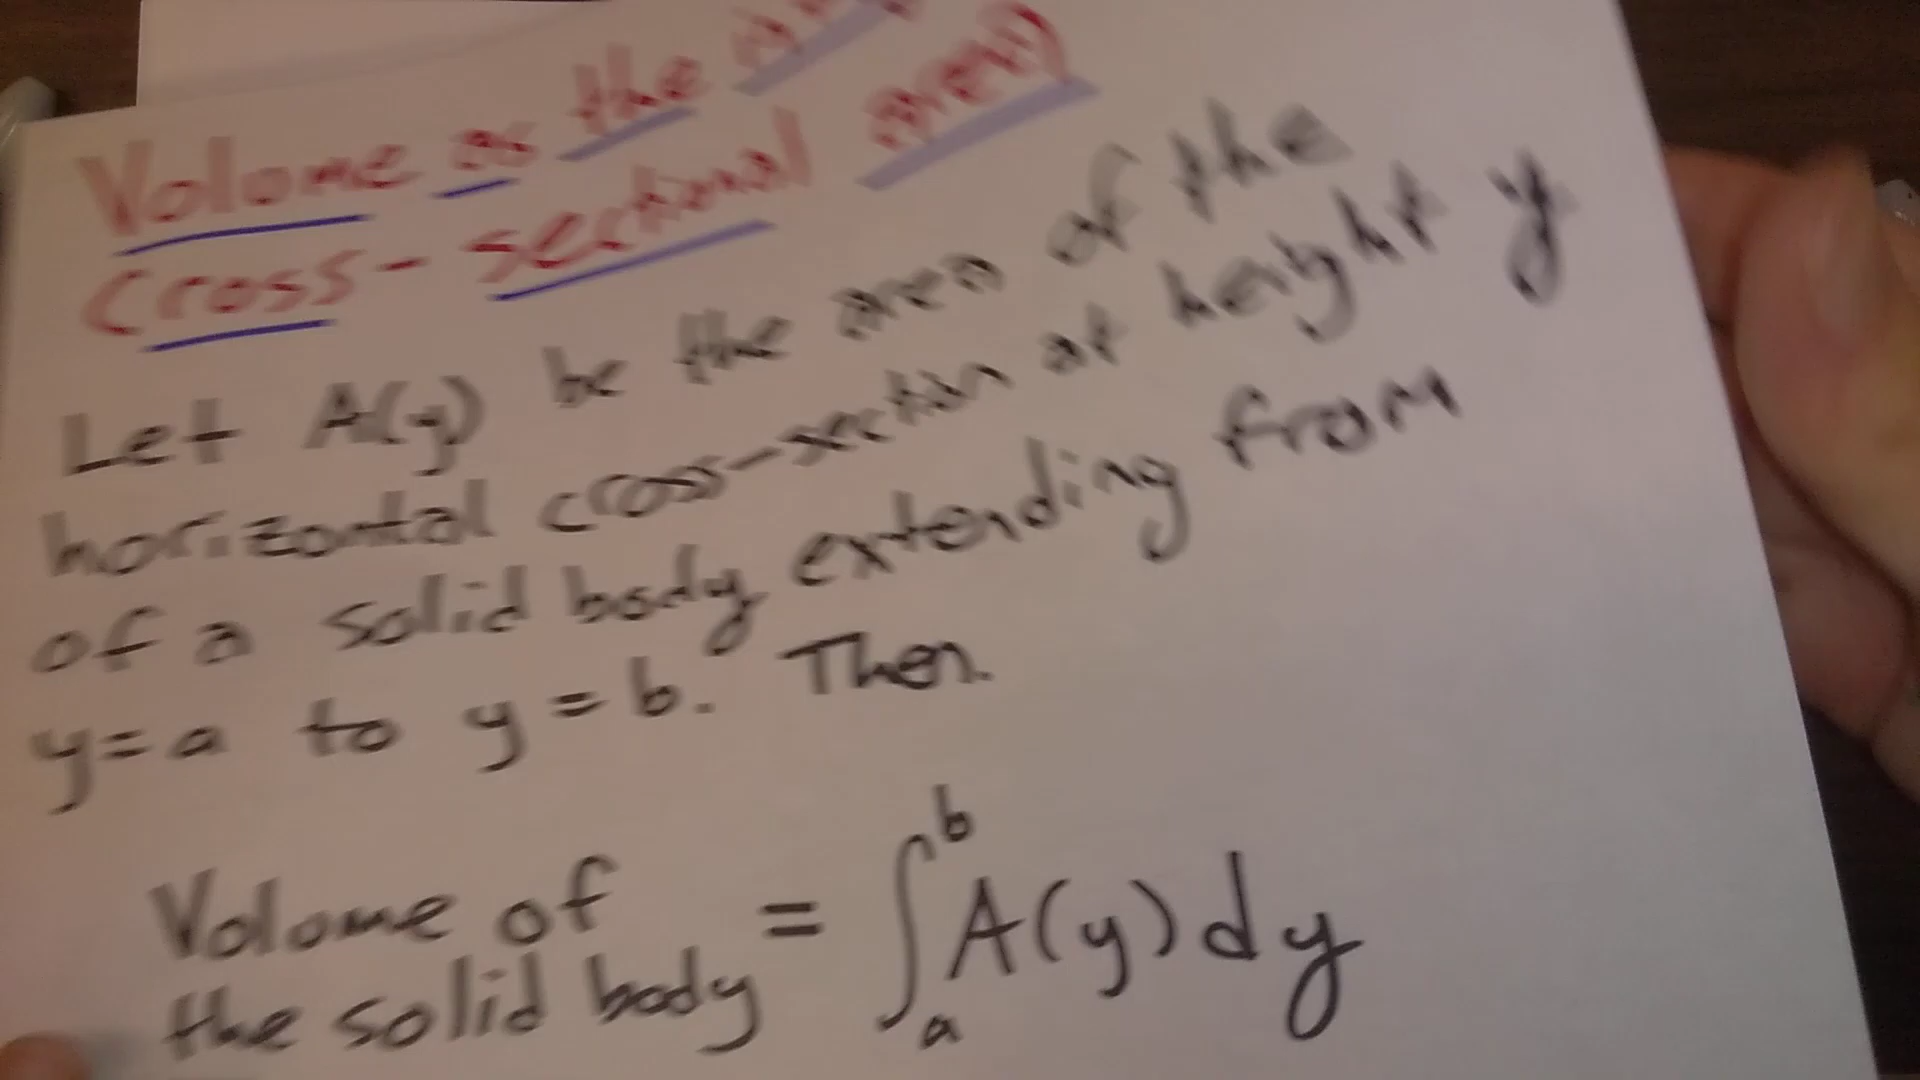 Volume as the
cross-sectional area
Let A(y) be the area of the
horizontal cross-section at height y
of a solid body extending from
y=a to y=b. Then.
Volume of
the solid body = ∫_a^b A(y)dy